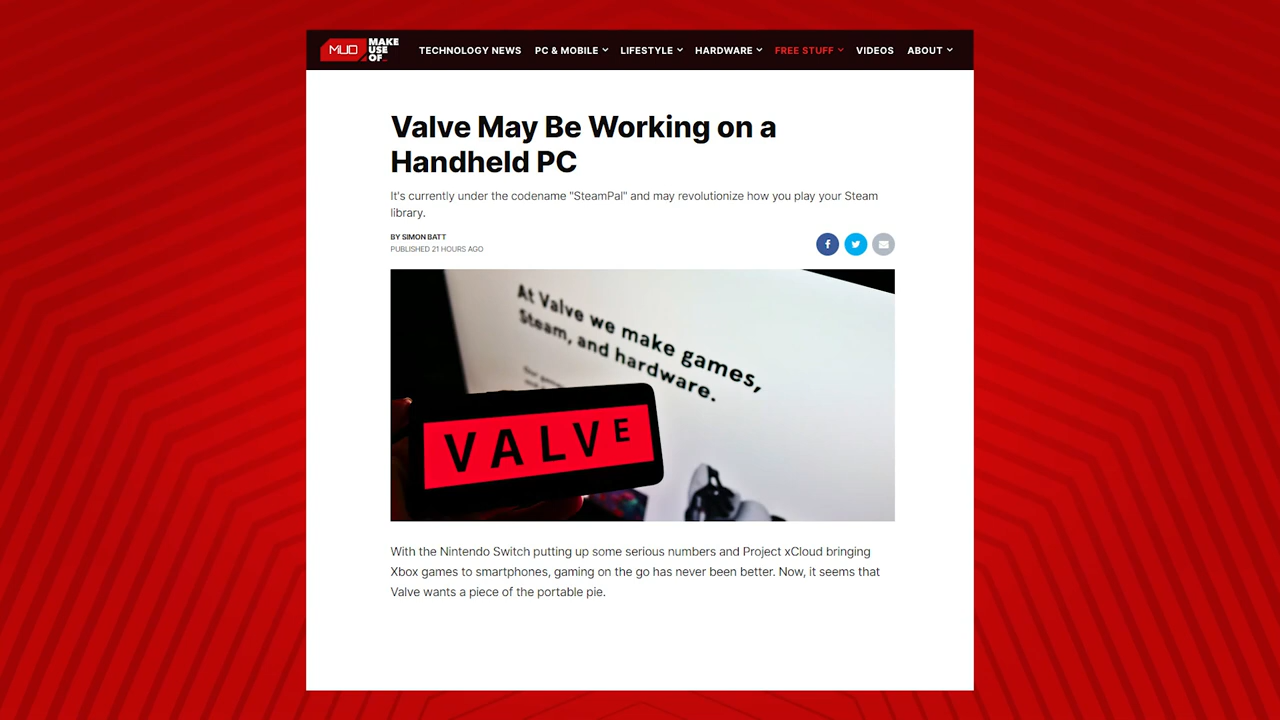 MUO
MAKE
USE
OF_
TECHNOLOGY NEWS PC & MOBILE LIFESTYLE HARDWARE FREE STUFF VIDEOS ABOUT
Valve May Be Working on a
Handheld PC
It's currently under the codename "SteamPal" and may revolutionize how you play your Steam
library.
BY SIMON BATT
PUBLISHED 21 HOURS AGO
At Valve we make games,
Steam, and hardware.
VALVE
With the Nintendo Switch putting up some serious numbers and Project xCloud bringing
Xbox games to smartphones, gaming on the go has never been better. Now, it seems that
Valve wants a piece of the portable pie.